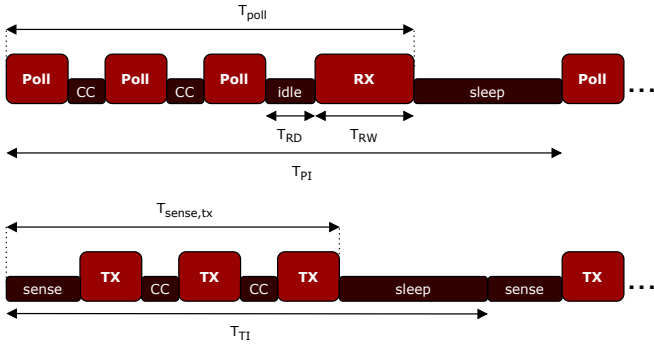 T_poll
Poll CC Poll CC Poll idle RX sleep Poll ...
T_RD T_RW
T_PI
T_sense,tx
sense TX CC TX CC TX sleep sense TX ...
T_TI